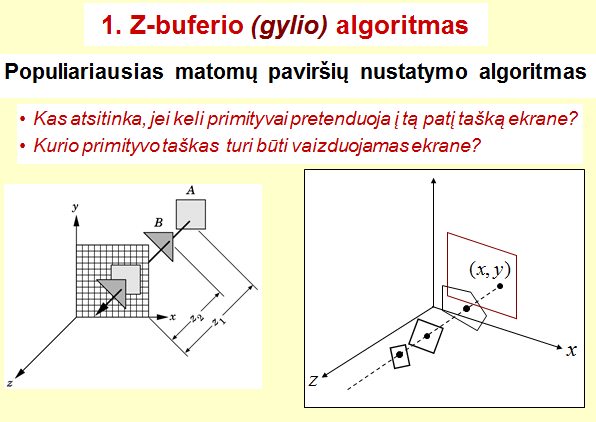 1. Z-buferio (gylio) algoritmas
Populiariausias matomų paviršių nustatymo algoritmas
• Kas atsitinka, jei keli primityvai pretenduoja į tą patį tašką ekrane?
• Kurio primityvo taškas turi būti vaizduojamas ekrane?
A
B
y
x
z₂
z₁
z
(x, y)
x
z